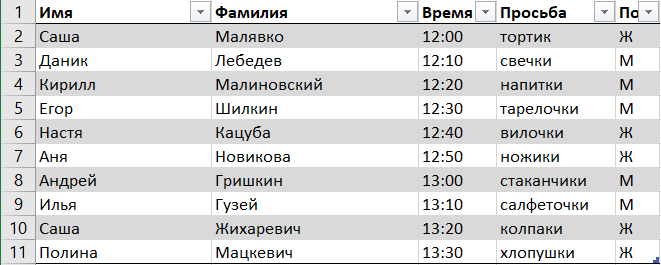 1 Имя Фамилия Время Просьба По
2 Саша Малявко 12:00 тортик Ж
3 Даник Лебедев 12:10 свечки М
4 Кирилл Малиновский 12:20 напитки М
5 Егор Шилкин 12:30 тарелочки М
6 Настя Кацуба 12:40 вилочки Ж
7 Аня Новикова 12:50 ножики Ж
8 Андрей Гришкин 13:00 стаканчики М
9 Илья Гузей 13:10 салфеточки М
10 Саша Жихаревич 13:20 колпаки Ж
11 Полина Мацкевич 13:30 хлопушки Ж